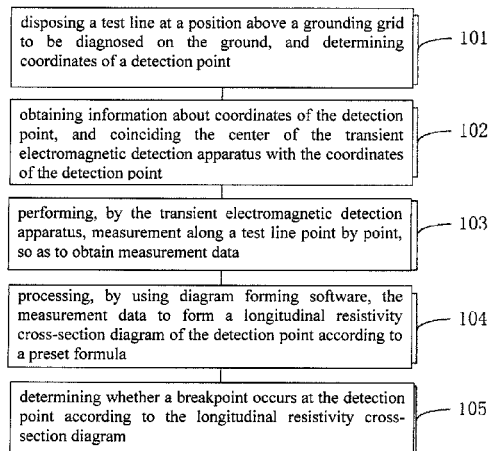 disposing a test line at a position above a grounding grid
to be diagnosed on the ground, and determining
coordinates of a detection point
101
obtaining information about coordinates of the detection
point, and coinciding the center of the transient
electromagnetic detection apparatus with the coordinates
of the detection point
102
performing, by the transient electromagnetic detection
apparatus, measurement along a test line point by point,
so as to obtain measurement data
103
processing, by using diagram forming software, the
measurement data to form a longitudinal resistivity
cross-section diagram of the detection point according to
a preset formula
104
determining whether a breakpoint occurs at the detection
point according to the longitudinal resistivity cross-
section diagram
105